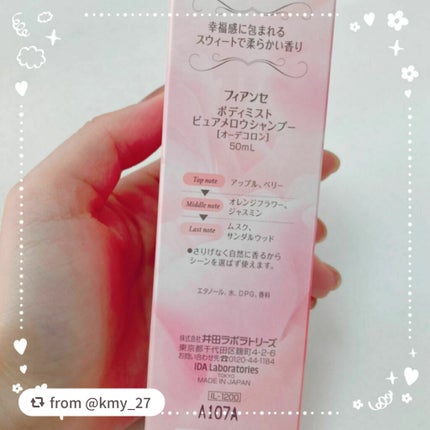 幸福感に包まれる
スウィートで柔らかい香り
フィアンセ
ボディミスト
ピュアメロウシャンプー
[オーデコロン]
50mL
Top note アップル、ベリー
Middle note オレンジフラワー、
ジャスミン
Last note ムスク、
サンダルウッド
●さりげなく自然に香るから
シーンを選ばず使えます。
エタノール、水、DPG、香料
株式会社 井田ラボラトリーズ
東京都千代田区麹町4-2-6
お問い合わせ先☎0120-44-1184
IDA Laboratories
TOKYO
MADE IN JAPAN
IL-1200
A107A
from @kmy_27